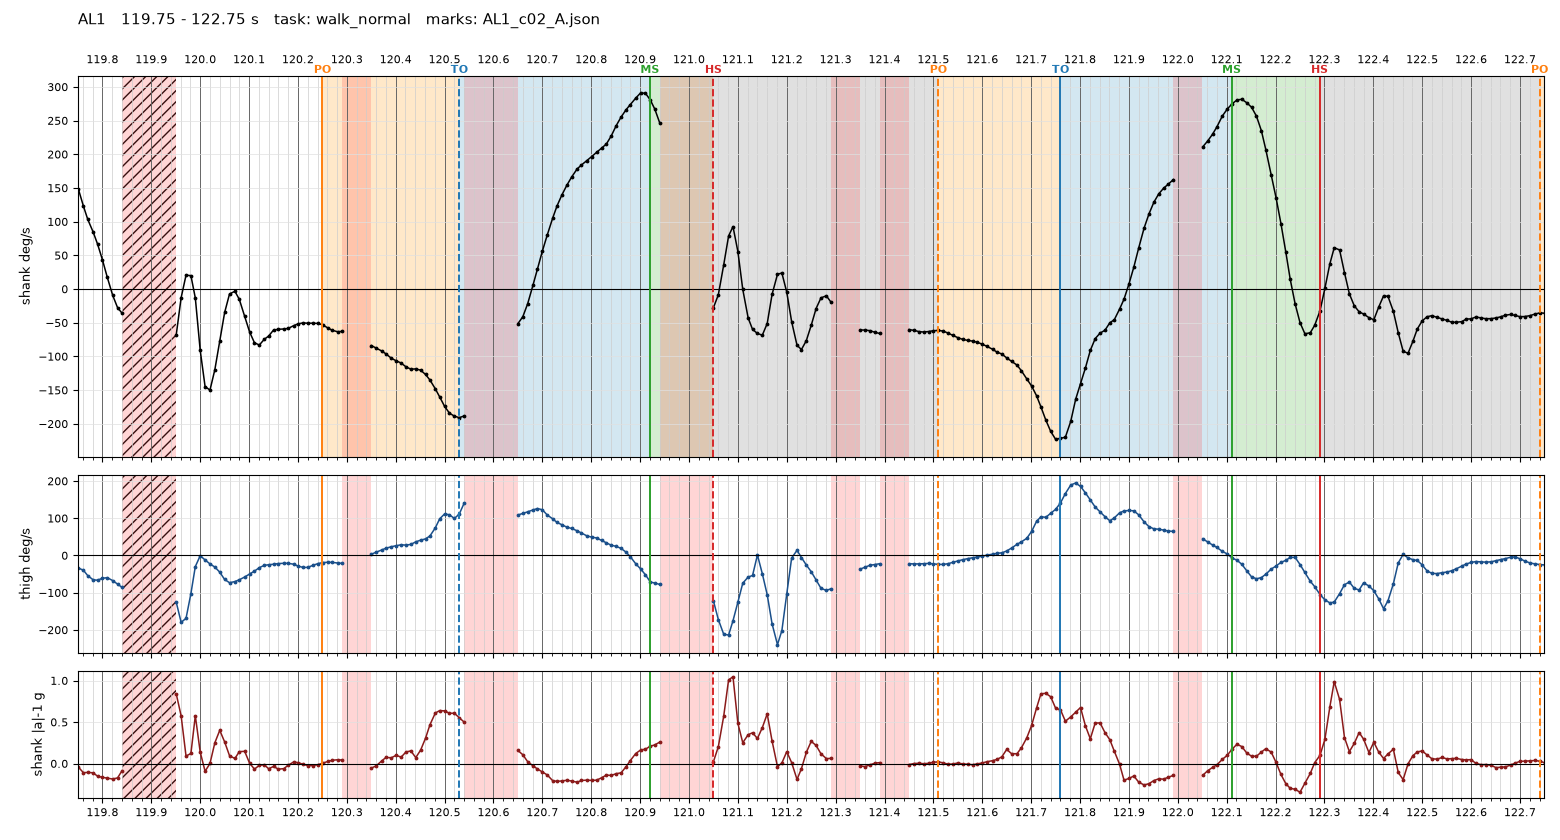 AL1   119.75 - 122.75 s   task: walk_normal   marks: AL1_c02_A.json
119.8 119.9 120.0 120.1 120.2 120.3 120.4 120.5 120.6 120.7 120.8 120.9 121.0 121.1 121.2 121.3 121.4 121.5 121.6 121.7 121.8 121.9 122.0 122.1 122.2 122.3 122.4 122.5 122.6 122.7
PO TO MS HS PO TO MS HS PO
shank deg/s
300
250
200
150
100
50
0
−50
−100
−150
−200
thigh deg/s
200
100
0
−100
−200
shank |a|-1 g
1.0
0.5
0.0
119.8 119.9 120.0 120.1 120.2 120.3 120.4 120.5 120.6 120.7 120.8 120.9 121.0 121.1 121.2 121.3 121.4 121.5 121.6 121.7 121.8 121.9 122.0 122.1 122.2 122.3 122.4 122.5 122.6 122.7